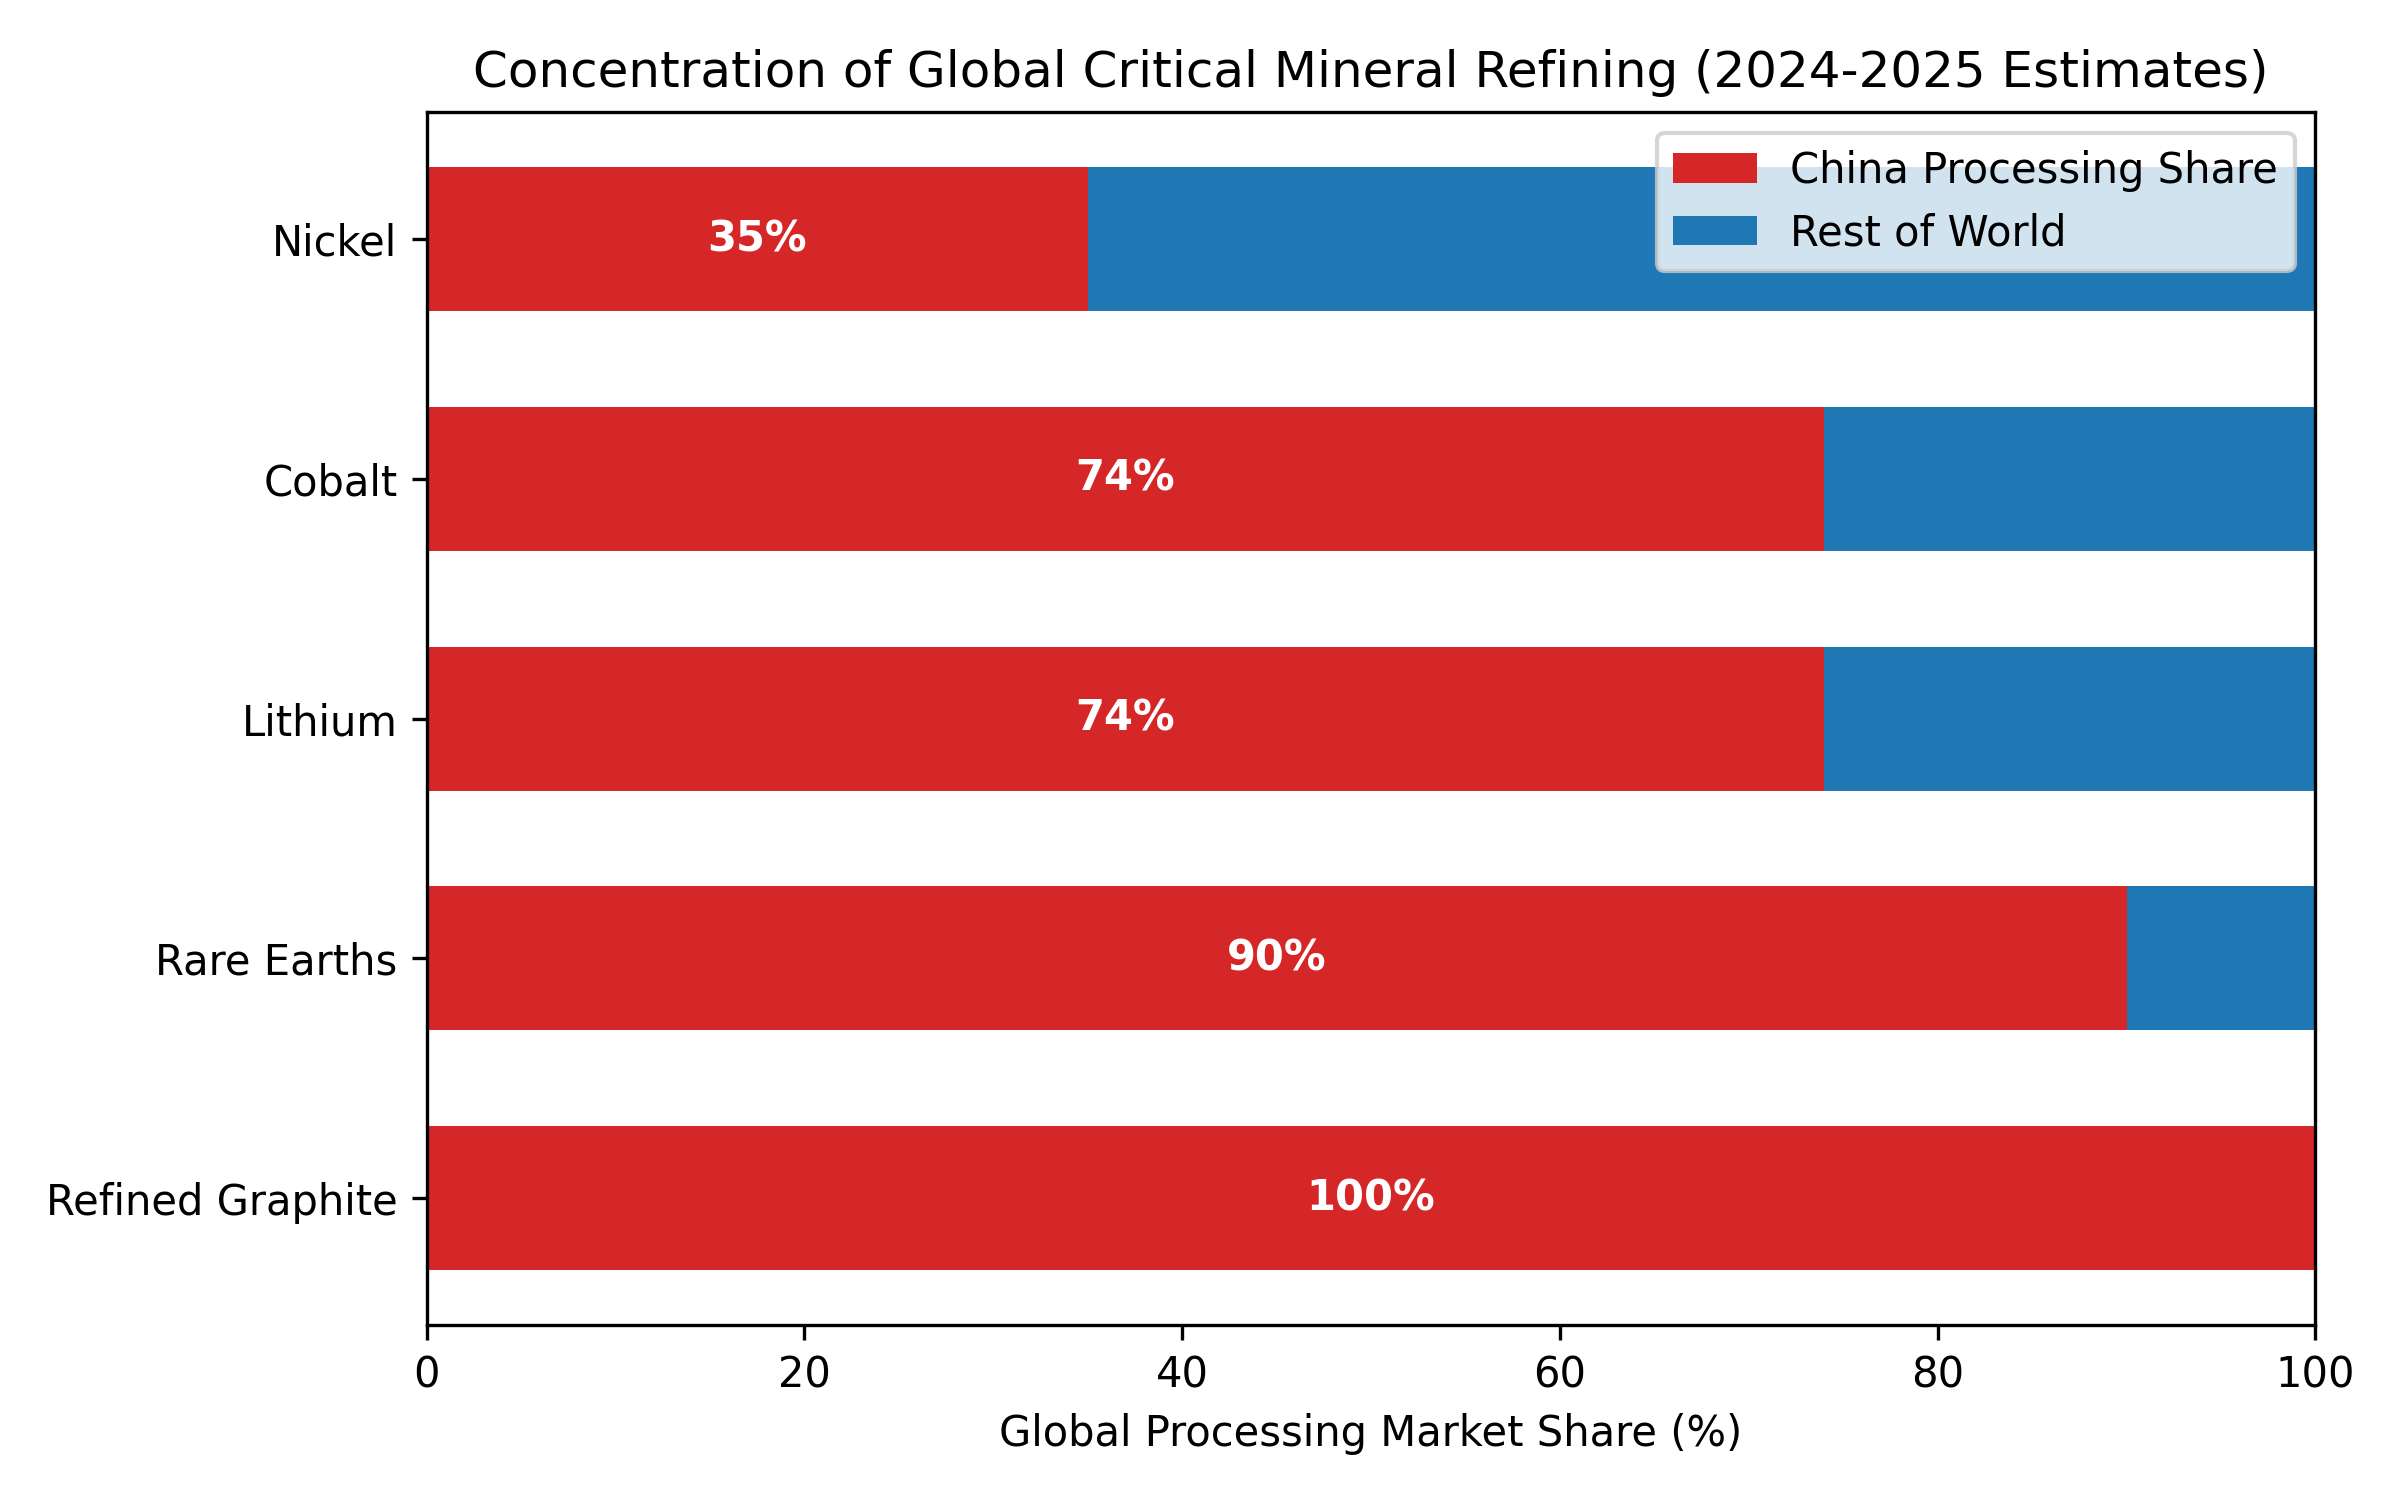 Concentration of Global Critical Mineral Refining (2024-2025 Estimates)
China Processing Share
Rest of World
Nickel
35%
Cobalt
74%
Lithium
74%
Rare Earths
90%
Refined Graphite
100%
0 20 40 60 80 100
Global Processing Market Share (%)